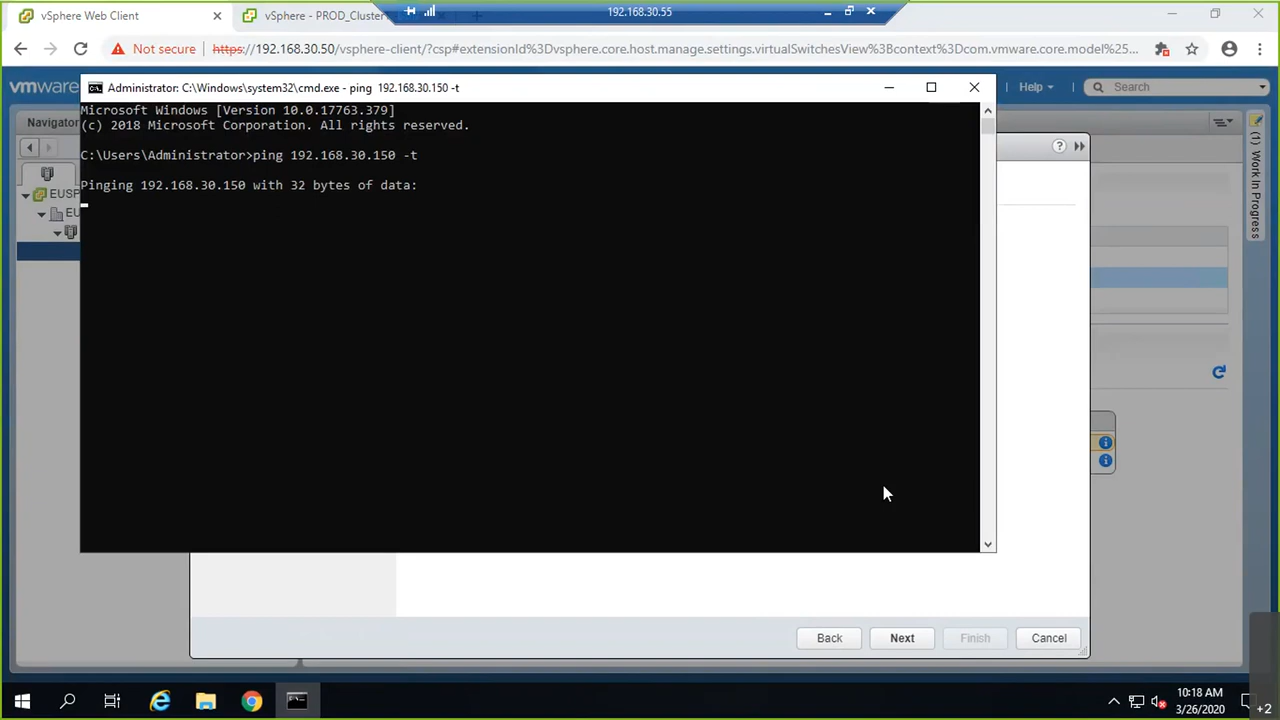 192.168.30.55
vSphere Web Client
vSphere - PROD_Cluster
Not secure
https://192.168.30.50/vsphere-client/?csp#extensionId%3Dvsphere.core.host.manage.settings.virtualSwitchesView%3Bcontext%3Dcom.vmware.core.model%25...
vmware
Help
Search
Administrator: C:\Windows\system32\cmd.exe - ping 192.168.30.150 -t
Microsoft Windows [Version 10.0.17763.379]
(c) 2018 Microsoft Corporation. All rights reserved.
C:\Users\Administrator>ping 192.168.30.150 -t
Pinging 192.168.30.150 with 32 bytes of data:
Navigator
EUSP
EU
(1) Work In Progress
Back
Next
Finish
Cancel
10:18 AM
3/26/2020
+2